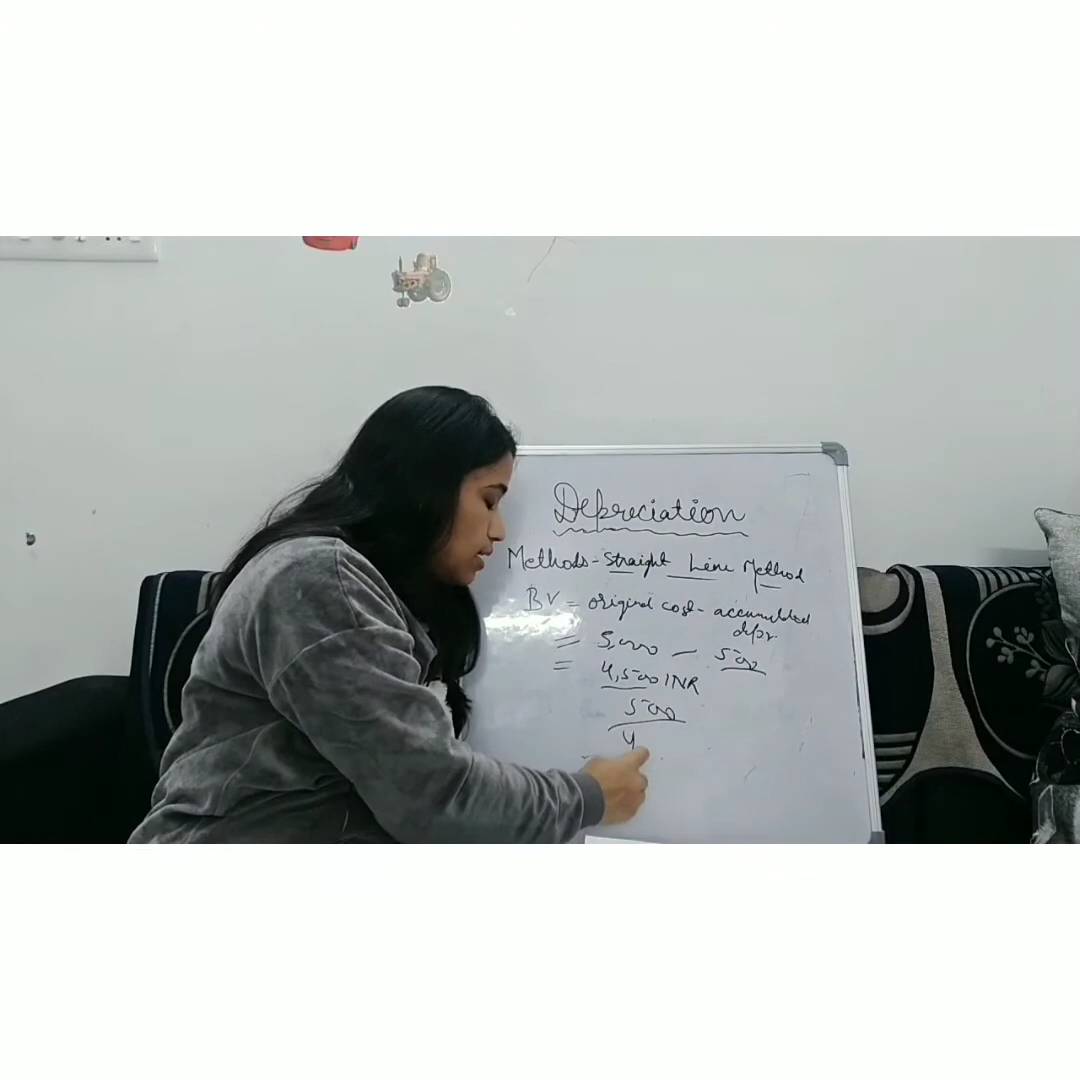 Depreciation
Methods - Straight Line Method
BV = original cost - accumulated
depr.
= 5,000 - 500
= 4,500 INR
500
4